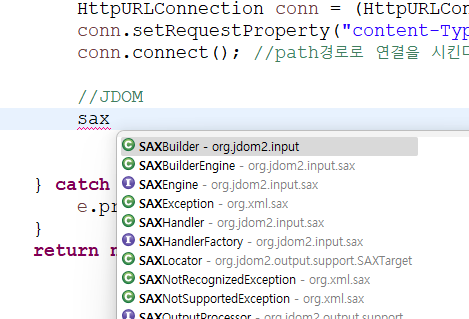 HttpURLConnection conn = (HttpURLCon
conn.setRequestProperty("content-Typ
conn.connect(); //path경로로 연결을 시킨다
//JDOM
sax
SAXBuilder - org.jdom2.input
SAXBuilderEngine - org.jdom2.input.sax
} catch
SAXEngine - org.jdom2.input.sax
e.pr
SAXException - org.xml.sax
SAXHandler - org.jdom2.input.sax
}
SAXHandlerFactory - org.jdom2.input.sax
return n
SAXLocator - org.jdom2.output.support.SAXTarget
SAXNotRecognizedException - org.xml.sax
SAXNotSupportedException - org.xml.sax
SAXOutputProcessor - org.jdom2.output.support